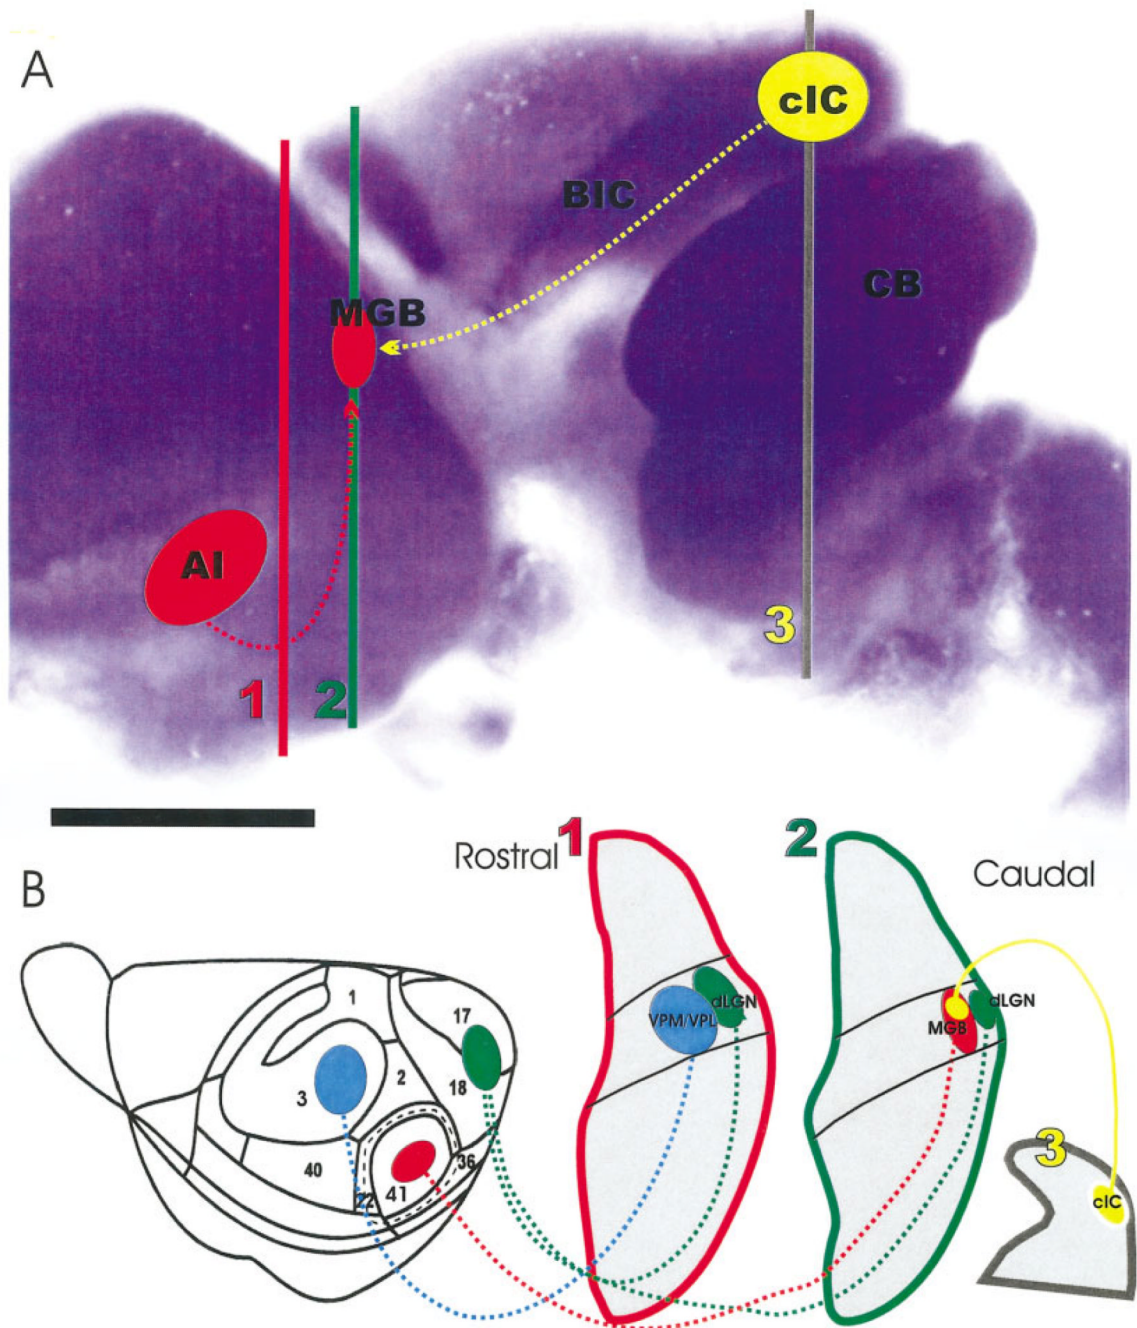 A
cIC
BIC
CB
MGB
AI
3
1 2
1 2
Rostral Caudal
B
dLGN dLGN
VPM/VPL MGB
1
17
2
3 18
40 36
22 41
3
cIC